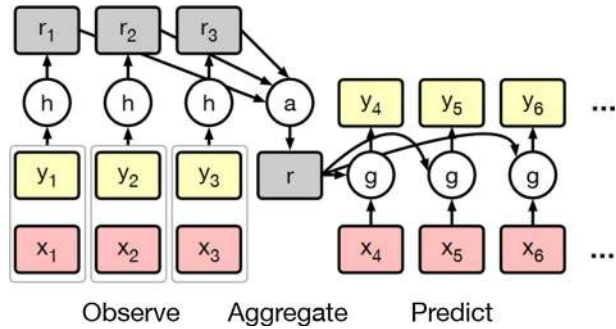 r₁ r₂ r₃
h h h a
y₄ y₅ y₆ ...
y₁ y₂ y₃ r g g g
x₁ x₂ x₃ x₄ x₅ x₆ ...
Observe Aggregate Predict